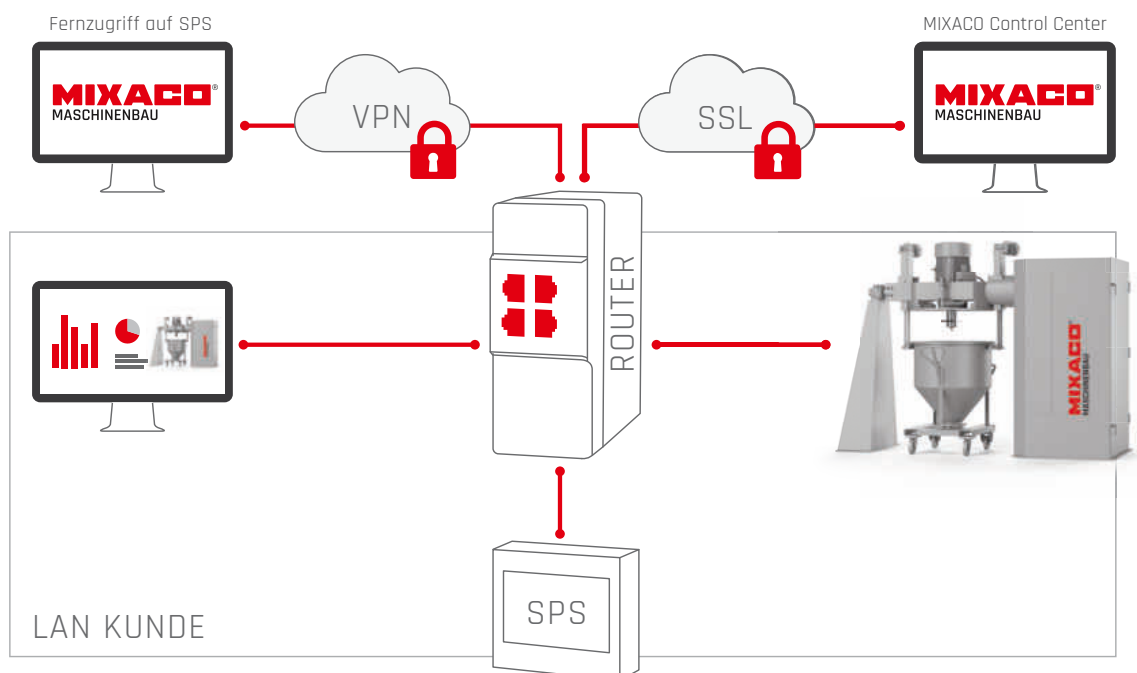 Fernzugriff auf SPS
MIXACO Control Center
MIXACO®
MASCHINENBAU
VPN
SSL
MIXACO®
MASCHINENBAU
ROUTER
MIXACO®
MASCHINENBAU
SPS
LAN KUNDE